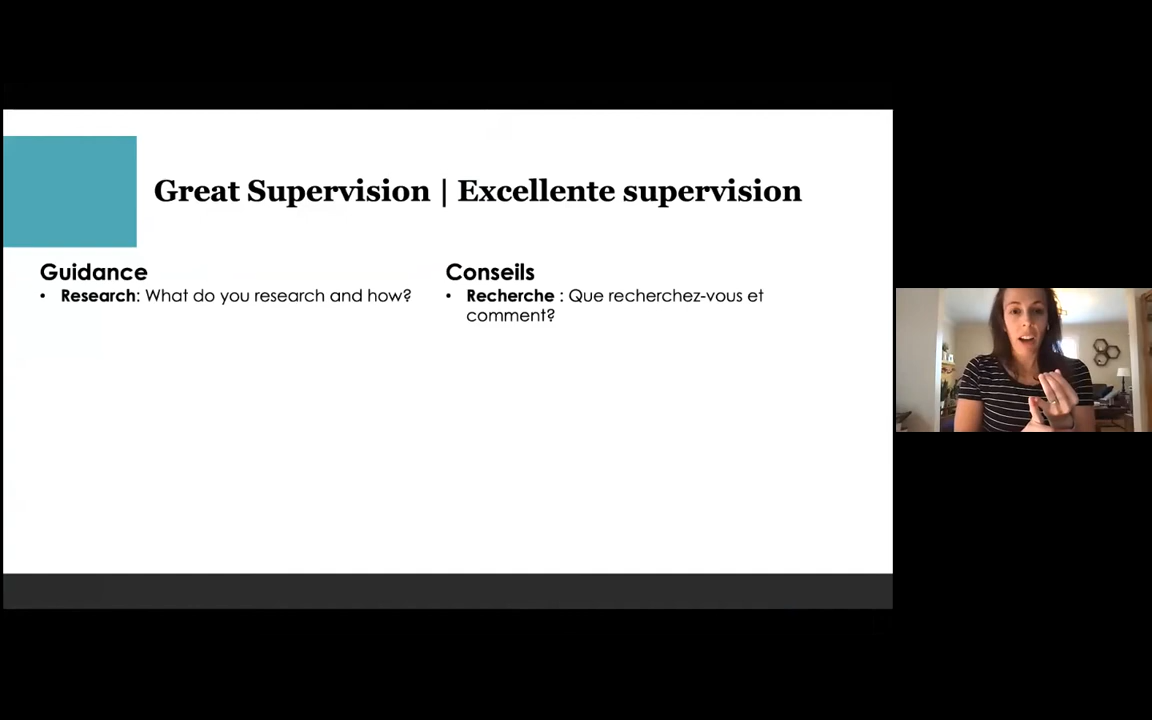 Great Supervision | Excellente supervision
Guidance
• Research: What do you research and how?
Conseils
• Recherche : Que recherchez-vous et
comment?